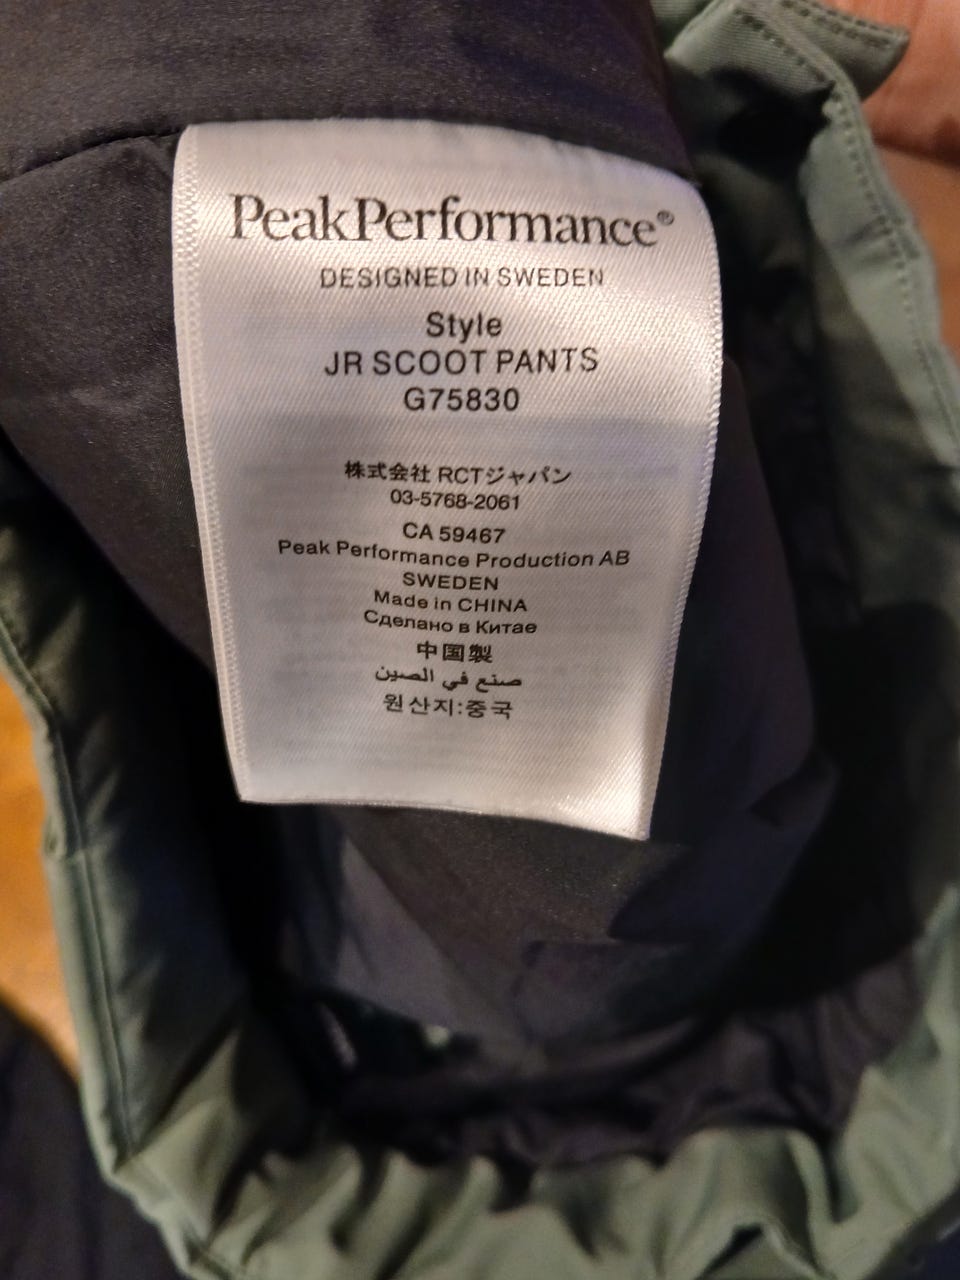 PeakPerformance®
DESIGNED IN SWEDEN
Style
JR SCOOT PANTS
G75830
株式会社 RCTジャパン
03-5768-2061
CA 59467
Peak Performance Production AB
SWEDEN
Made in CHINA
Сделано в Китае
中国製
صنع في الصين
원산지:중국